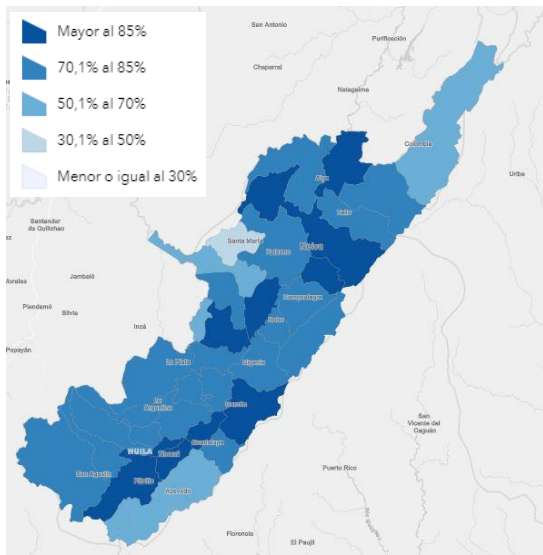 Mayor al 85%
70,1% al 85%
50,1% al 70%
30,1% al 50%
Menor o igual al 30%
San Antonio
Purificación
Chaparral
Natagaima
Colombia
Aipe
Uribe
Tello
Santander
de Quilichao
Santa María
Neiva
Palermo
Jambaló
Morales
Piendamó
Silvia
Inzá
Popayán
Campoalegre
La Plata
Gigante
La
Argentina
Garzón
San
Vicente del
Caguán
Guadalupe
HUILA
Timaná
San Agustín
Pitalito
Acevedo
Puerto Rico
Florencia
El Paujil